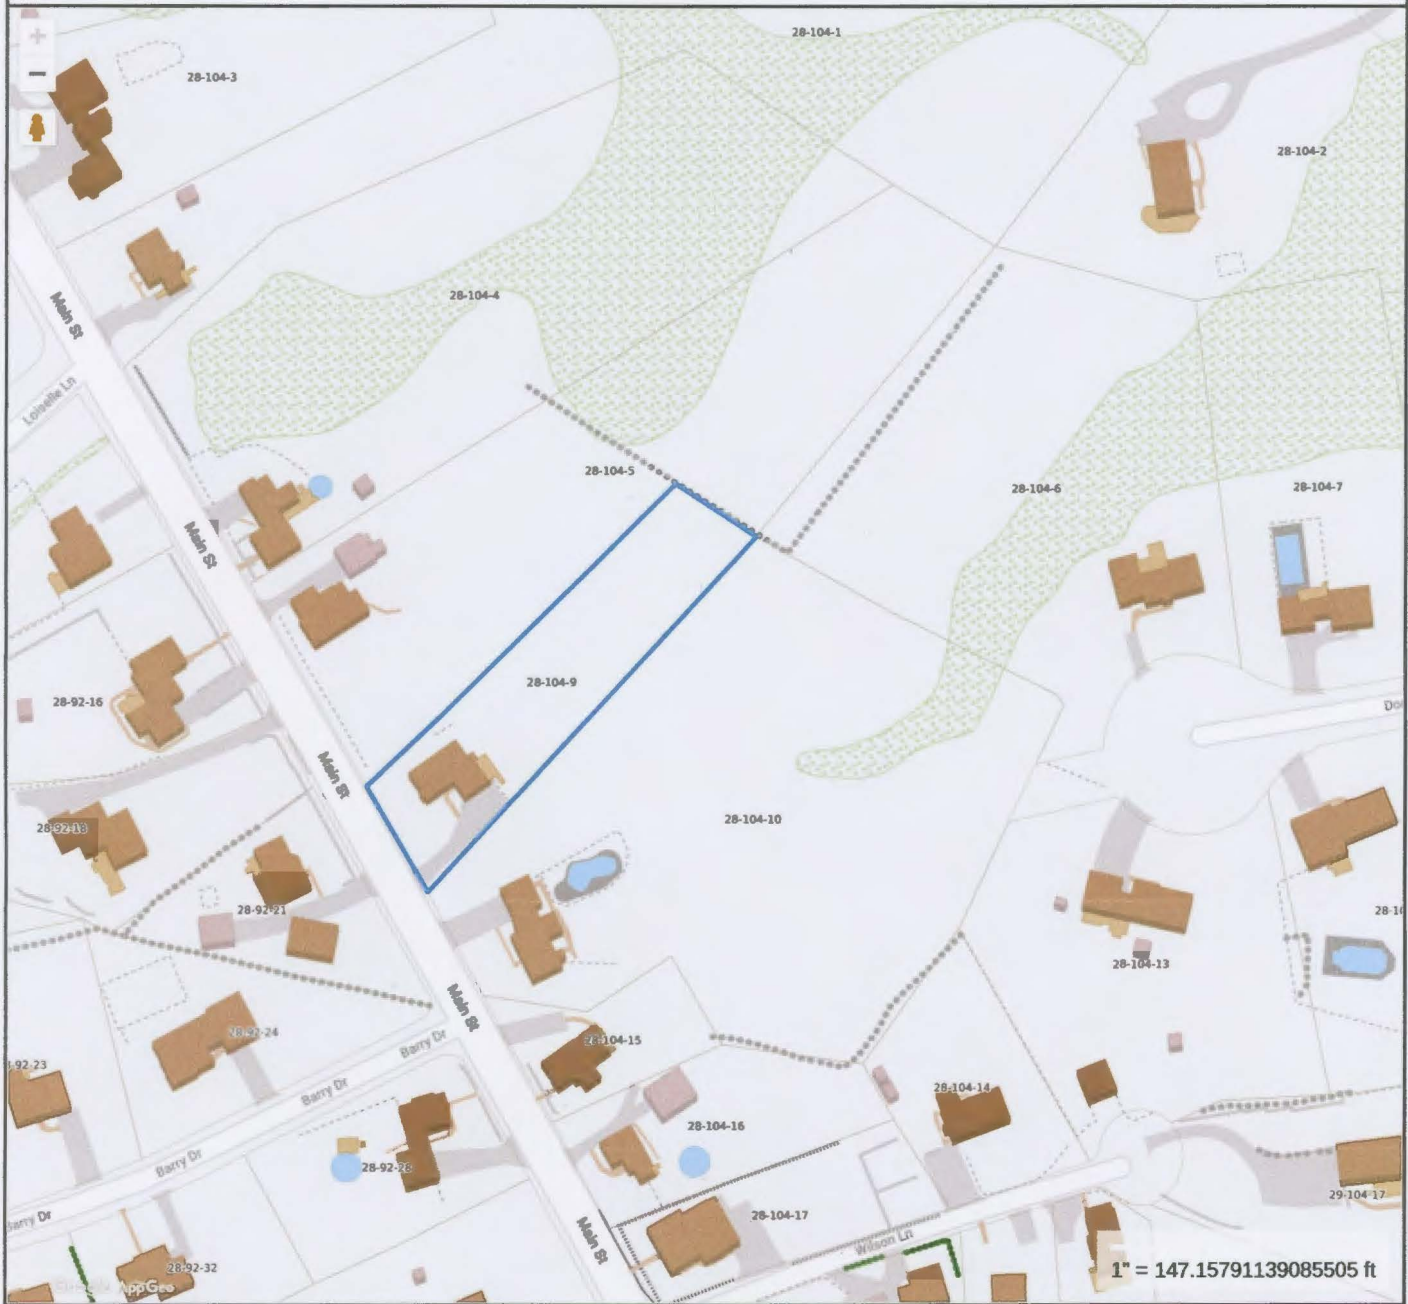 28-104-1
28-104-3
28-104-2
28-104-4
Main St
Loiselle Ln
28-104-5
28-104-6
28-104-7
Main St
28-104-9
28-92-16
Main St
28-104-10
28-92-18
28-92-21
28-104-13
Main St
28-92-24
28-104-15
Barry Dr
Barry Dr
28-104-14
28-104-16
Barry Dr
28-92-28
29-104 17
28-104-17
Barry Dr
Main St
Wilson Ln
28-92-32
1" = 147.15791139085505 ft
Google AppGeo